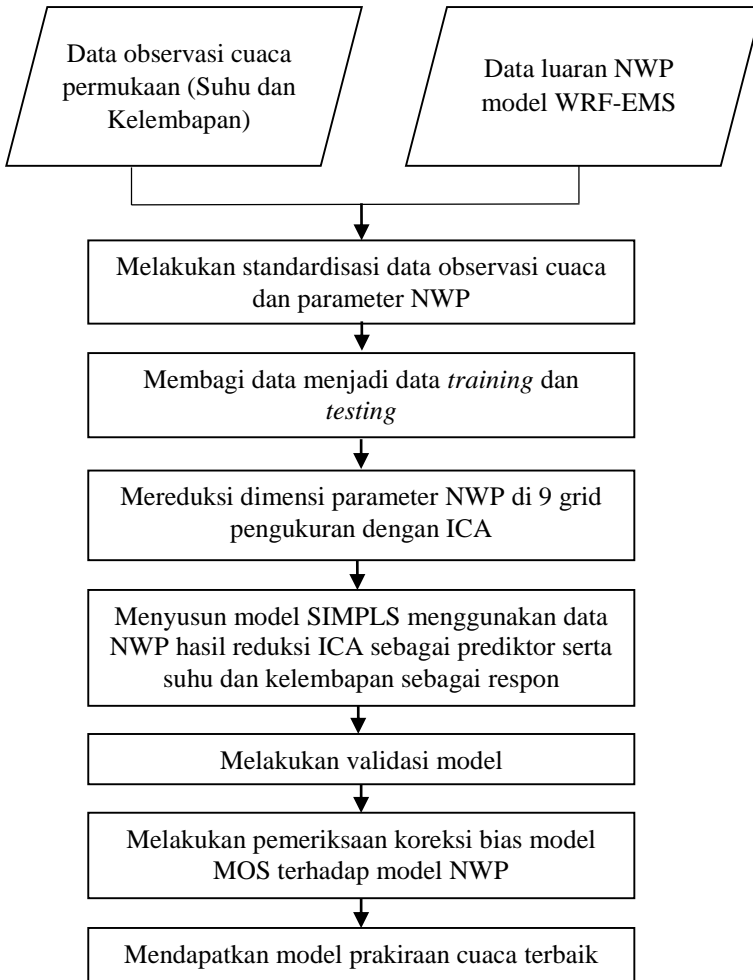 Data observasi cuaca
permukaan (Suhu dan
Kelembapan)
Data luaran NWP
model WRF-EMS
Melakukan standardisasi data observasi cuaca
dan parameter NWP
Membagi data menjadi data training dan
testing
Mereduksi dimensi parameter NWP di 9 grid
pengukuran dengan ICA
Menyusun model SIMPLS menggunakan data
NWP hasil reduksi ICA sebagai prediktor serta
suhu dan kelembapan sebagai respon
Melakukan validasi model
Melakukan pemeriksaan koreksi bias model
MOS terhadap model NWP
Mendapatkan model prakiraan cuaca terbaik